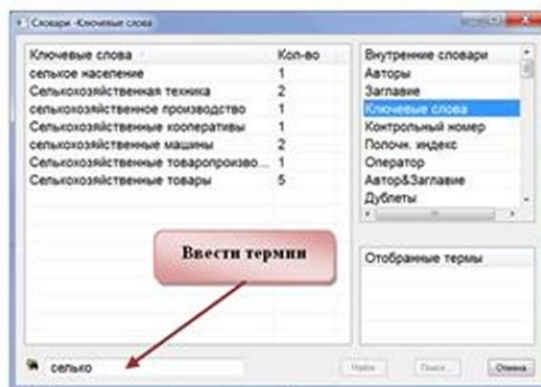 Словари -Ключевые слова
Ключевые слова Кол-во
селькое население 1
Сельскохозяйственная техника 2
сельскохозяйственное производство 1
Сельскохозяйственные кооперативы 1
сельскохозяйственные машины 2
Сельскохозяйственные товаропроизво... 1
Сельскохозяйственные товары 5
Внутренние словари
Авторы
Заглавие
Ключевые слова
Контрольный номер
Полочн. индекс
Оператор
Автор&Заглавие
Дублеты
Отобранные термы
Ввести термин
селько
Найти Поиск... Отмена